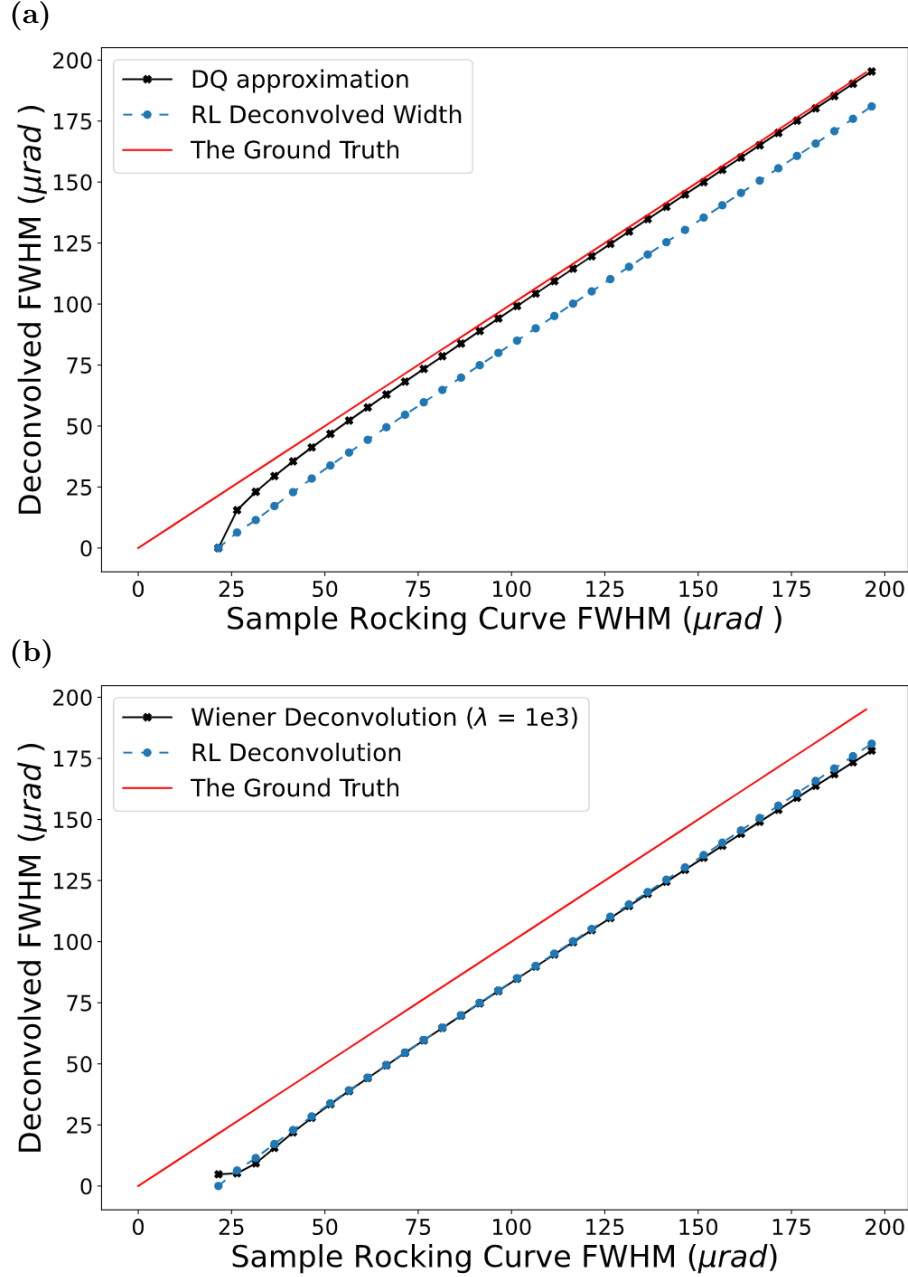 (a)
200
175
150
125
100
75
50
25
0
Deconvolved FWHM (μrad )
DQ approximation
RL Deconvolved Width
The Ground Truth
0 25 50 75 100 125 150 175 200
Sample Rocking Curve FWHM (μrad )
(b)
200
175
150
125
100
75
50
25
0
Deconvolved FWHM (μrad )
Wiener Deconvolution (λ = 1e3)
RL Deconvolution
The Ground Truth
0 25 50 75 100 125 150 175 200
Sample Rocking Curve FWHM (μrad)